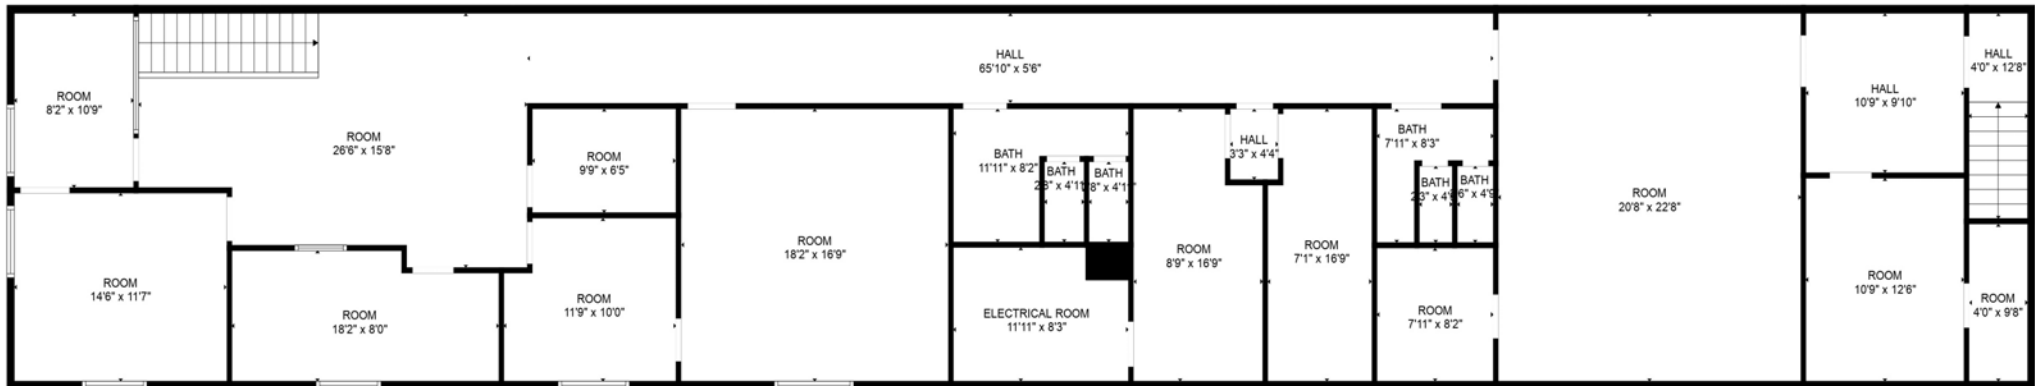 ROOM
8'2" x 10'9"
ROOM
26'6" x 15'8"
HALL
65'10" x 5'6"
HALL
4'0" x 12'8"
HALL
10'9" x 9'10"
ROOM
9'9" x 6'5"
BATH
11'11" x 8'2"
BATH
BATH
HALL
3'3" x 4'4"
BATH
7'11" x 8'3"
BATH
BATH
ROOM
20'8" x 22'8"
ROOM
14'6" x 11'7"
ROOM
18'2" x 8'0"
ROOM
11'9" x 10'0"
ROOM
18'2" x 16'9"
ELECTRICAL ROOM
11'11" x 8'3"
ROOM
8'9" x 16'9"
ROOM
7'1" x 16'9"
ROOM
7'11" x 8'2"
ROOM
10'9" x 12'6"
ROOM
4'0" x 9'8"